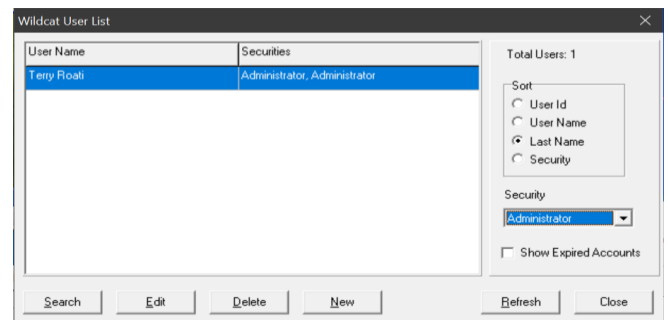 Wildcat User List
User Name
Securities
Terry Roati
Administrator, Administrator
Total Users: 1
Sort
User Id
User Name
Last Name
Security
Security
Administrator
Show Expired Accounts
Search
Edit
Delete
New
Refresh
Close